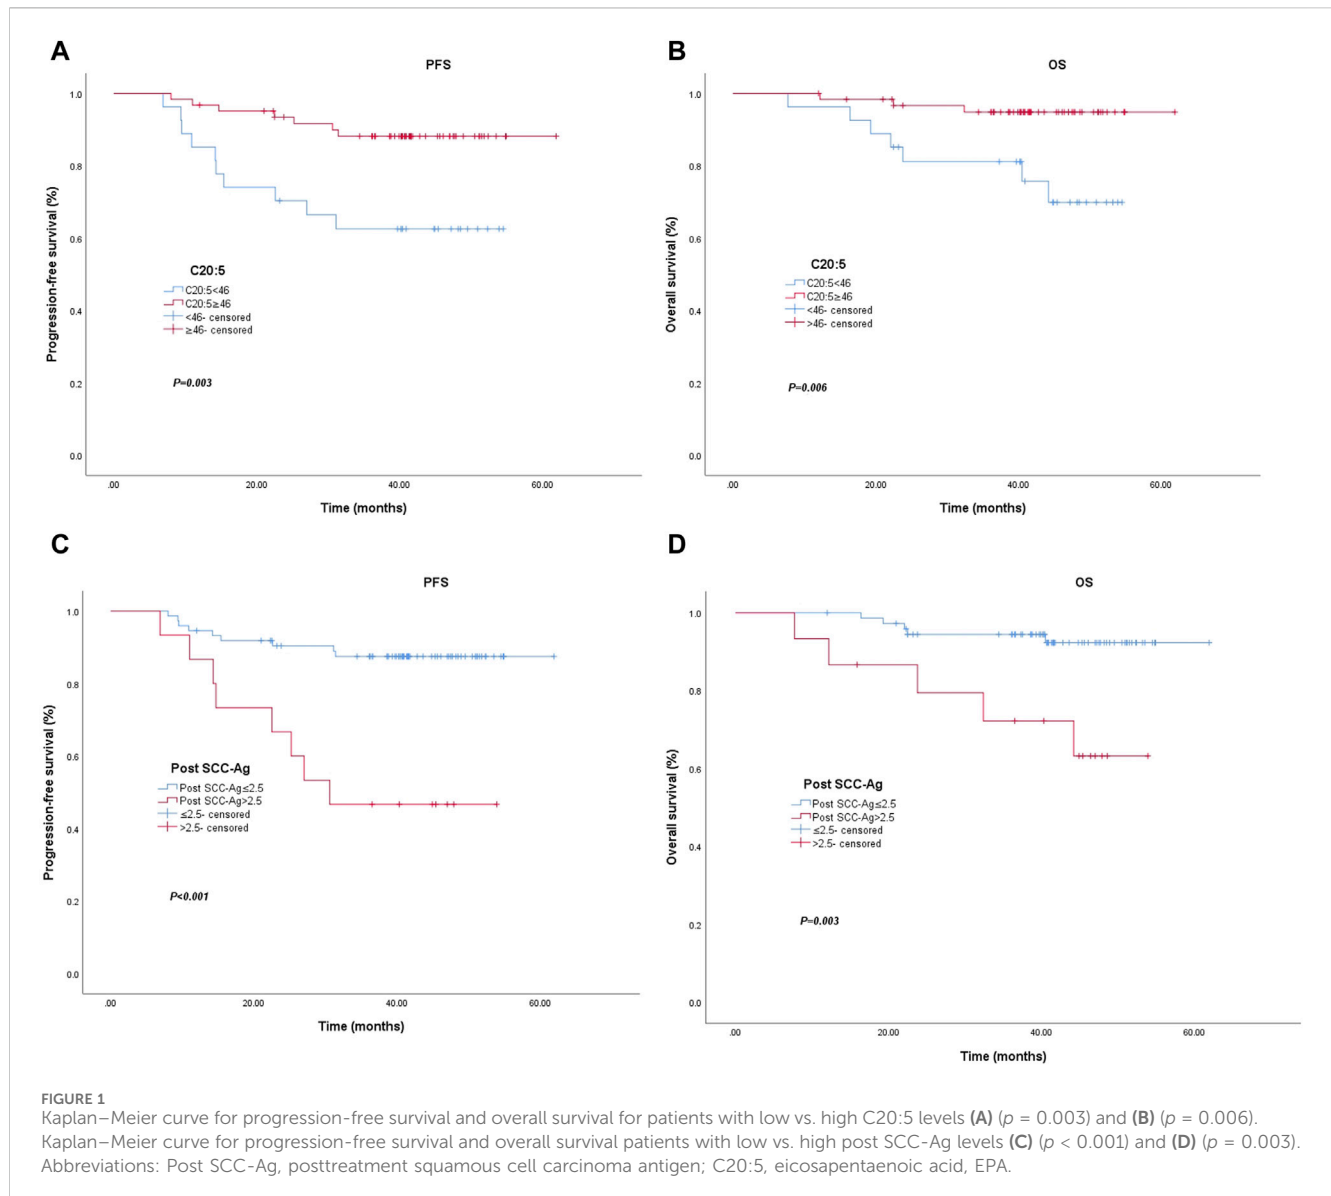 A
PFS
Progression-free survival (%)
1.0
0.8
0.6
0.4
0.2
0.0
C20:5
C20:5<46
C20:5≥46
<46- censored
≥46- censored
P=0.003
.00 20.00 40.00 60.00
Time (months)
B
OS
Overall survival (%)
1.0
0.8
0.6
0.4
0.2
0.0
C20:5
C20:5<46
C20:5≥46
<46- censored
>46- censored
P=0.006
.00 20.00 40.00 60.00
Time (months)
C
PFS
Progression-free survival (%)
1.0
0.8
0.6
0.4
0.2
0.0
Post SCC-Ag
Post SCC-Ag≤2.5
Post SCC-Ag>2.5
≤2.5- censored
>2.5- censored
P<0.001
.00 20.00 40.00 60.00
Time (months)
D
OS
Overall survival (%)
1.0
0.8
0.6
0.4
0.2
0.0
Post SCC-Ag
Post SCC-Ag≤2.5
Post SCC-Ag>2.5
≤2.5- censored
>2.5- censored
P=0.003
.00 20.00 40.00 60.00
Time (months)
FIGURE 1
Kaplan–Meier curve for progression-free survival and overall survival for patients with low vs. high C20:5 levels (A) (p = 0.003) and (B) (p = 0.006).
Kaplan–Meier curve for progression-free survival and overall survival patients with low vs. high post SCC-Ag levels (C) (p < 0.001) and (D) (p = 0.003).
Abbreviations: Post SCC-Ag, posttreatment squamous cell carcinoma antigen; C20:5, eicosapentaenoic acid, EPA.